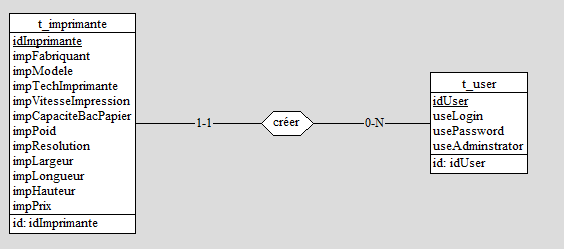 t_imprimante
idImprimante
impFabriquant
impModele
impTechImprimante
impVitesseImpression
impCapaciteBacPapier
impPoid
impResolution
impLargeur
impLongueur
impHauteur
impPrix
id: idImprimante
1-1
créer
0-N
t_user
idUser
useLogin
usePassword
useAdminstrator
id: idUser